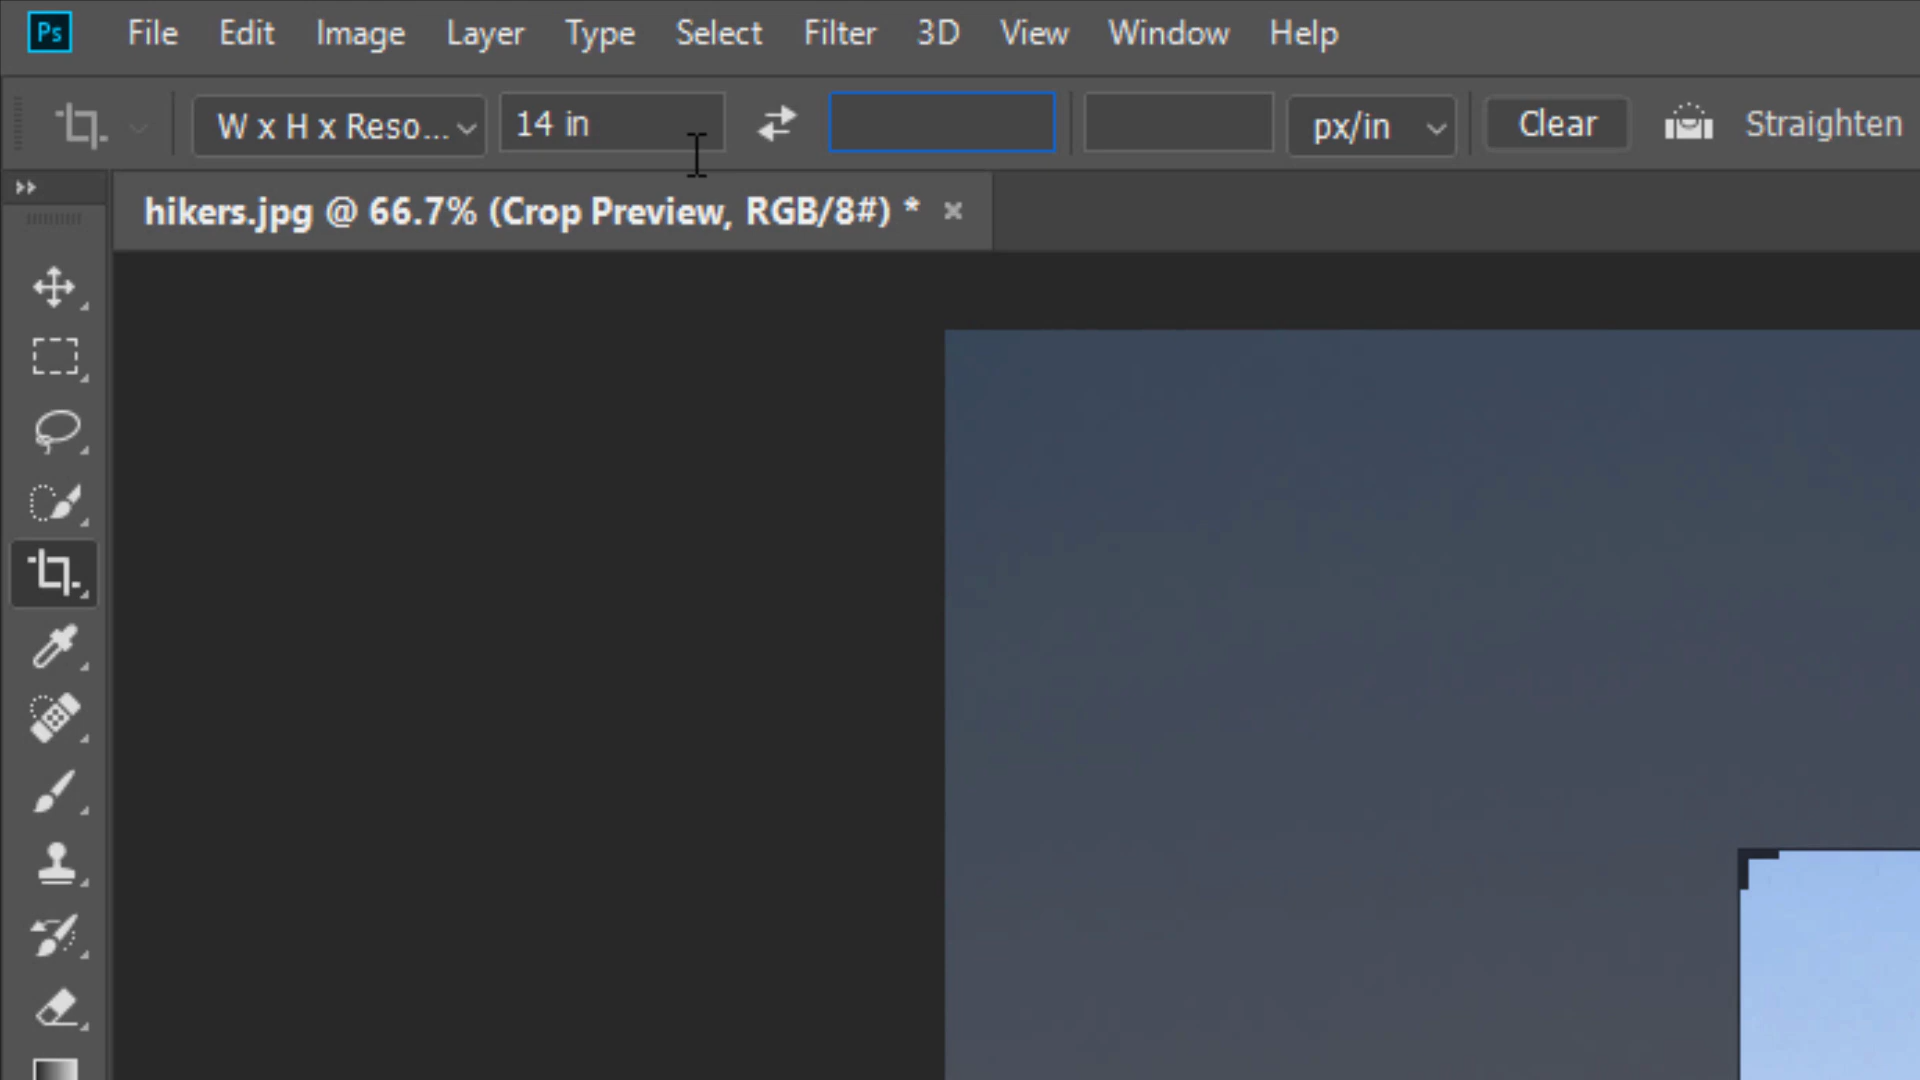 Ps File Edit Image Layer Type Select Filter 3D View Window Help
W x H x Reso... 14 in px/in Clear Straighten
hikers.jpg @ 66.7% (Crop Preview, RGB/8#) * ×